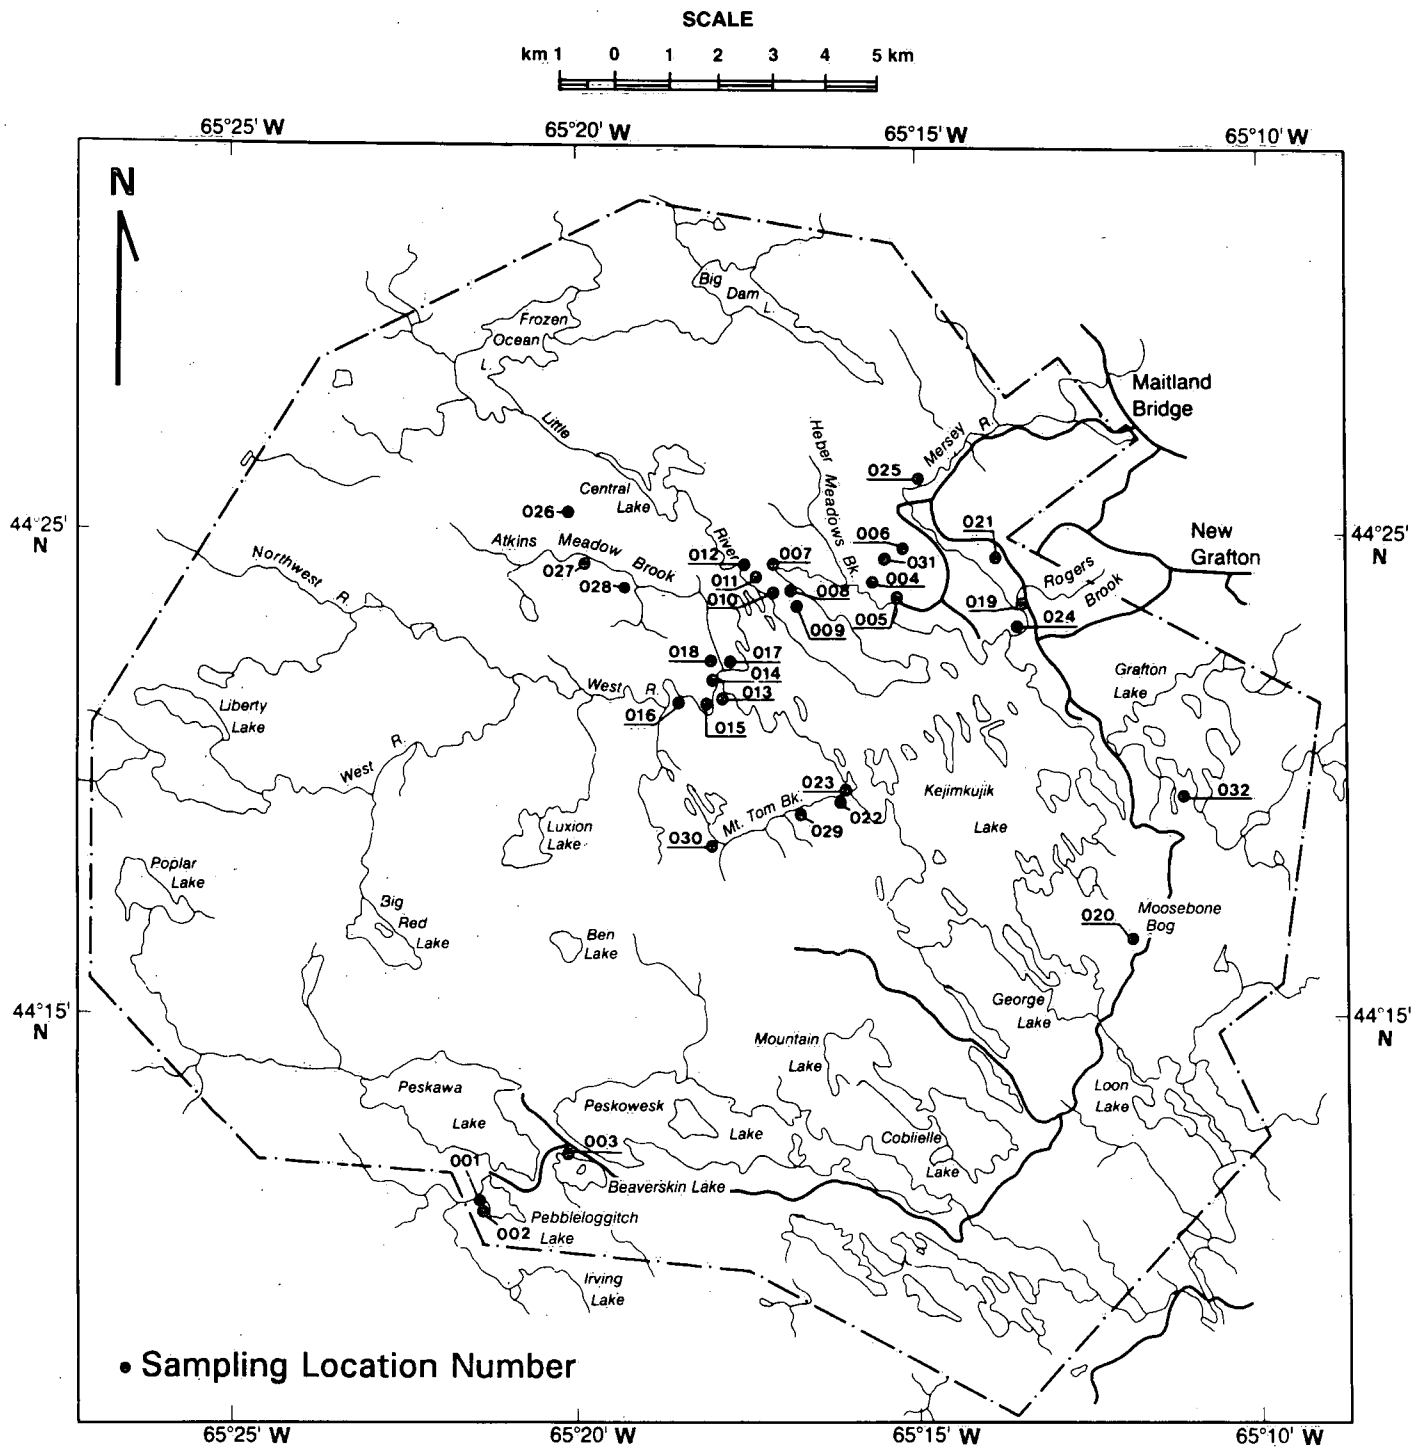 SCALE
km 1 0 1 2 3 4 5 km
65°25' W 65°20' W 65°15' W 65°10' W
N
Big
Dam
L.
Frozen
Ocean
L.
Maitland
Bridge
Little
Heber
Meadows
Bk.
Mersey R.
025
Central
Lake
026
44°25'
N
Atkins Meadow Brook
River
012
007
006
021
031
New
Grafton
44°25'
N
Northwest R.
027
028
011
010
008
004
009
005
Rogers
Brook
019
024
018
017
014
013
Grafton
Lake
Liberty
Lake
West R.
016
015
West R.
023
Kejimkujik
Lake
032
Mt. Tom Bk.
022
029
030
Luxion
Lake
Poplar
Lake
Big
Red
Lake
Ben
Lake
020
Moosebone
Bog
44°15'
N
George
Lake
44°15'
N
Mountain
Lake
Peskawa
Lake
Peskowesk
Lake
Loon
Lake
Coblielle
Lake
003
001
Beaverskin Lake
002
Pebbleloggitch
Lake
Irving
Lake
• Sampling Location Number
65°25' W 65°20' W 65°15' W 65°10' W